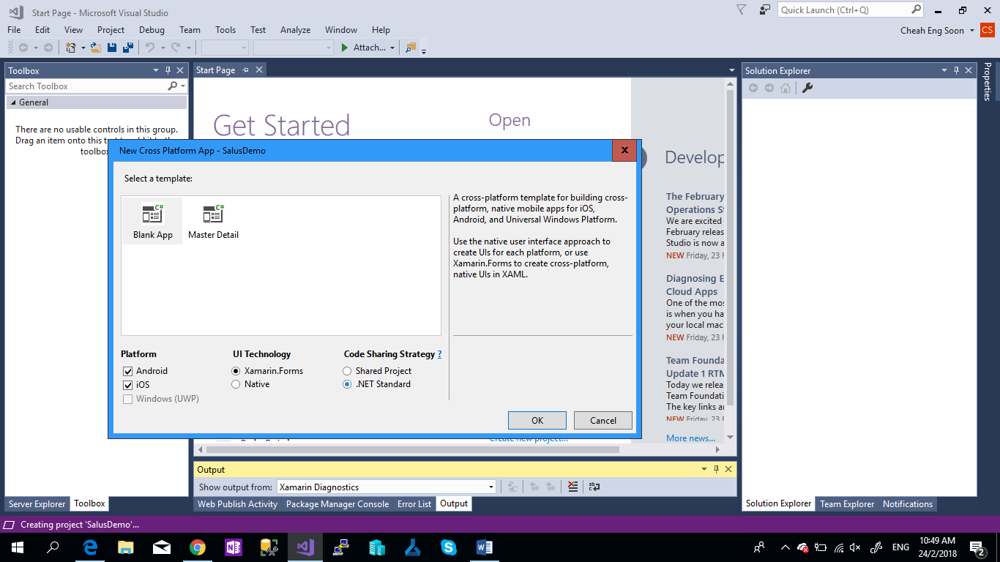 Start Page - Microsoft Visual Studio
Quick Launch (Ctrl+Q)
File Edit View Project Debug Team Tools Test Analyze Window Help
Cheah Eng Soon
CS
Attach...
Toolbox
Search Toolbox
General
There are no usable controls in this group.
Drag an item onto this
toolbox
Start Page
Get Started
Open
Develop
The February
Operations
We are excited
February releas
Studio is now a
NEW Friday, 23 F
Diagnosing E
Cloud Apps
One of the mos
is when you ha
your local mac
NEW Friday, 23 F
Team Founda
Update 1 RTM
Today we relea
Team Foundati
The key links a
NEW Friday, 23 F
More news...
Create new project...
Solution Explorer
Properties
New Cross Platform App - SalusDemo
x
Select a template:
C#
Blank App
C#
Master Detail
A cross-platform template for building cross-
platform, native mobile apps for iOS,
Android, and Universal Windows Platform.
Use the native user interface approach to
create UIs for each platform, or use
Xamarin.Forms to create cross-platform,
native UIs in XAML.
Platform
Android
iOS
Windows (UWP)
UI Technology
Xamarin.Forms
Native
Code Sharing Strategy ?
Shared Project
.NET Standard
OK
Cancel
Output
Show output from: Xamarin Diagnostics
Server Explorer Toolbox
Web Publish Activity Package Manager Console Error List Output
Solution Explorer Team Explorer Notifications
Creating project 'SalusDemo'...
ENG
10:49 AM
24/2/2018
2